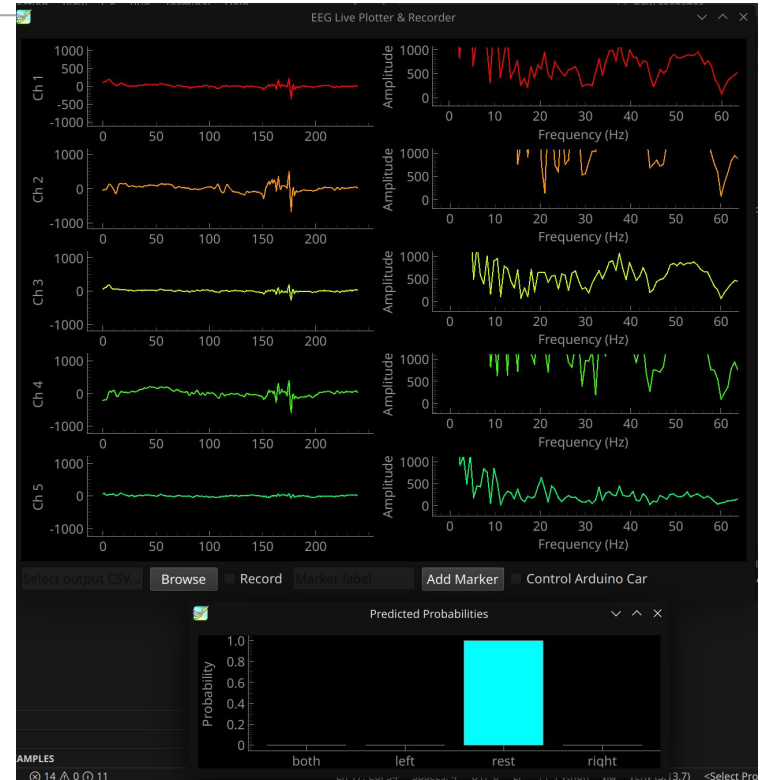 EEG Live Plotter & Recorder
1000
500
0
-500
-1000
Ch 1
0 50 100 150 200
1000
500
0
Amplitude
0 10 20 30 40 50 60
Frequency (Hz)
1000
0
-1000
Ch 2
0 50 100 150 200
1000
500
0
Amplitude
0 10 20 30 40 50 60
Frequency (Hz)
1000
0
-1000
Ch 3
0 50 100 150 200
1000
500
0
Amplitude
0 10 20 30 40 50 60
Frequency (Hz)
1000
0
-1000
Ch 4
0 50 100 150 200
1000
500
0
Amplitude
0 10 20 30 40 50 60
Frequency (Hz)
1000
0
-1000
Ch 5
0 50 100 150 200
1000
500
0
Amplitude
0 10 20 30 40 50 60
Frequency (Hz)
Select output CSV... Browse Record Marker label Add Marker Control Arduino Car
Predicted Probabilities
1.0
0.8
0.6
0.4
0.2
0
Probability
both left rest right
AMPLES
14 0 11